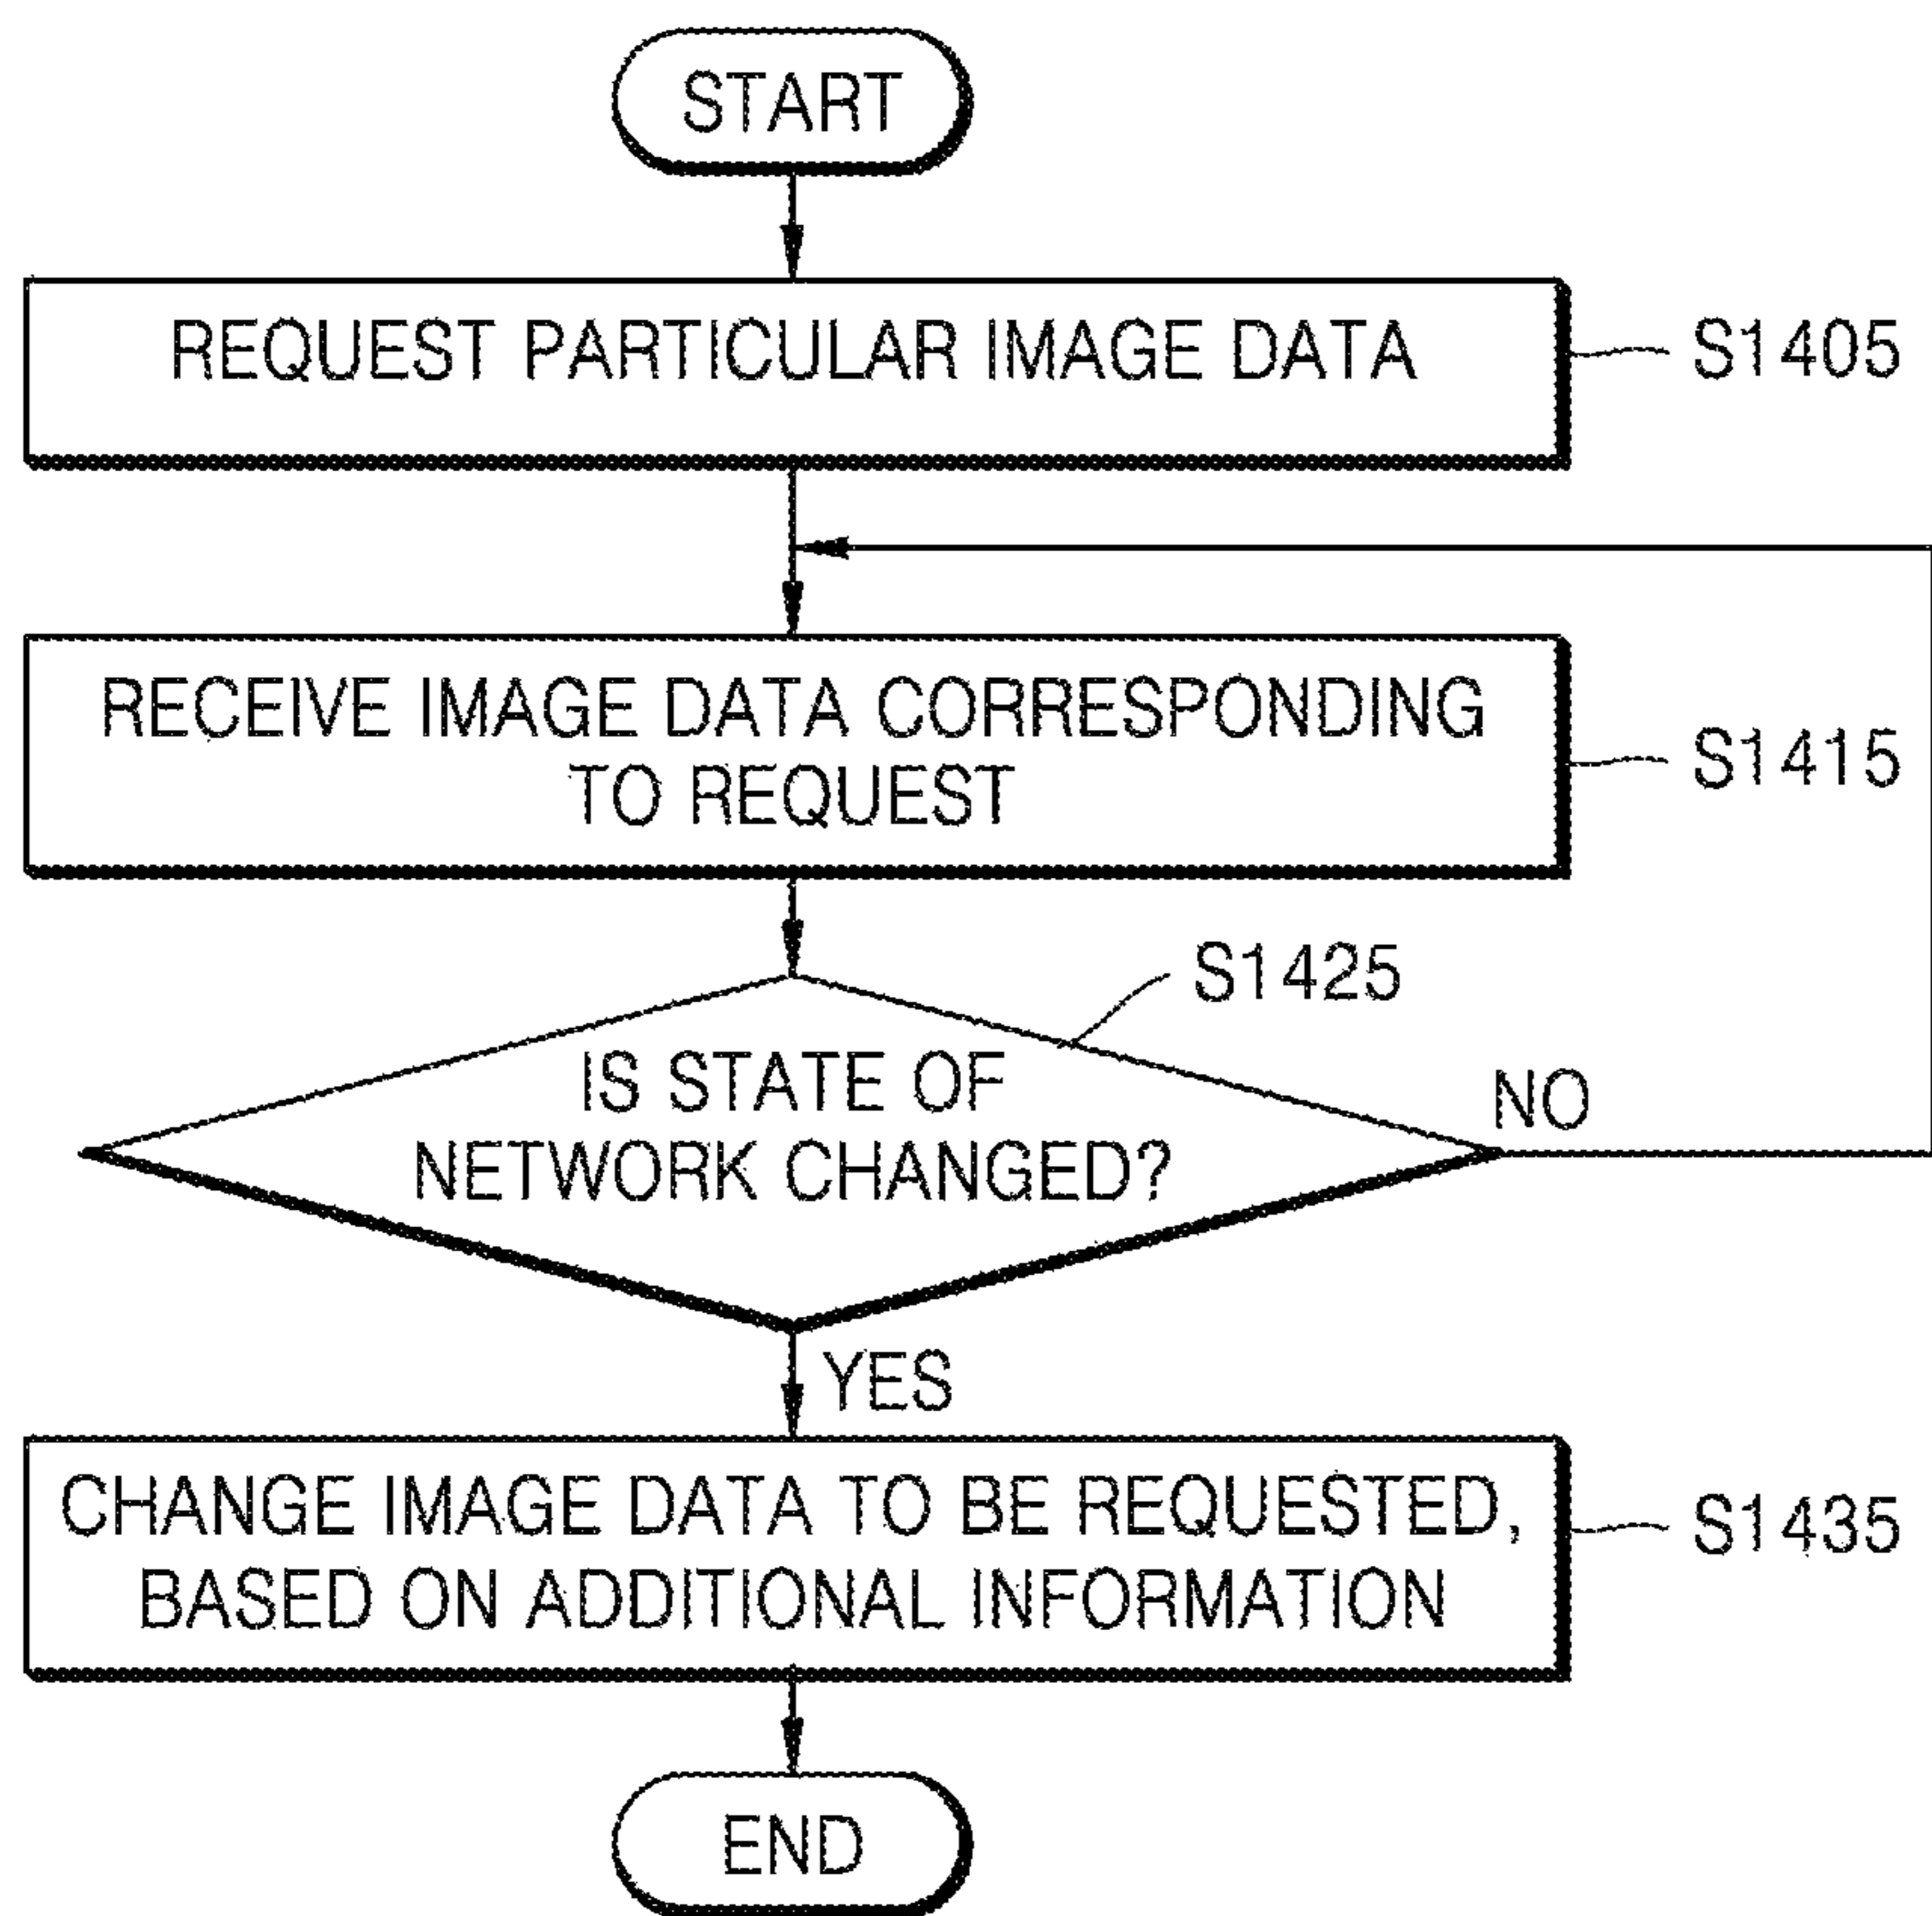 START
REQUEST PARTICULAR IMAGE DATA
S1405
RECEIVE IMAGE DATA CORRESPONDING
TO REQUEST
S1415
S1425
IS STATE OF
NETWORK CHANGED?
NO
YES
CHANGE IMAGE DATA TO BE REQUESTED,
BASED ON ADDITIONAL INFORMATION
S1435
END